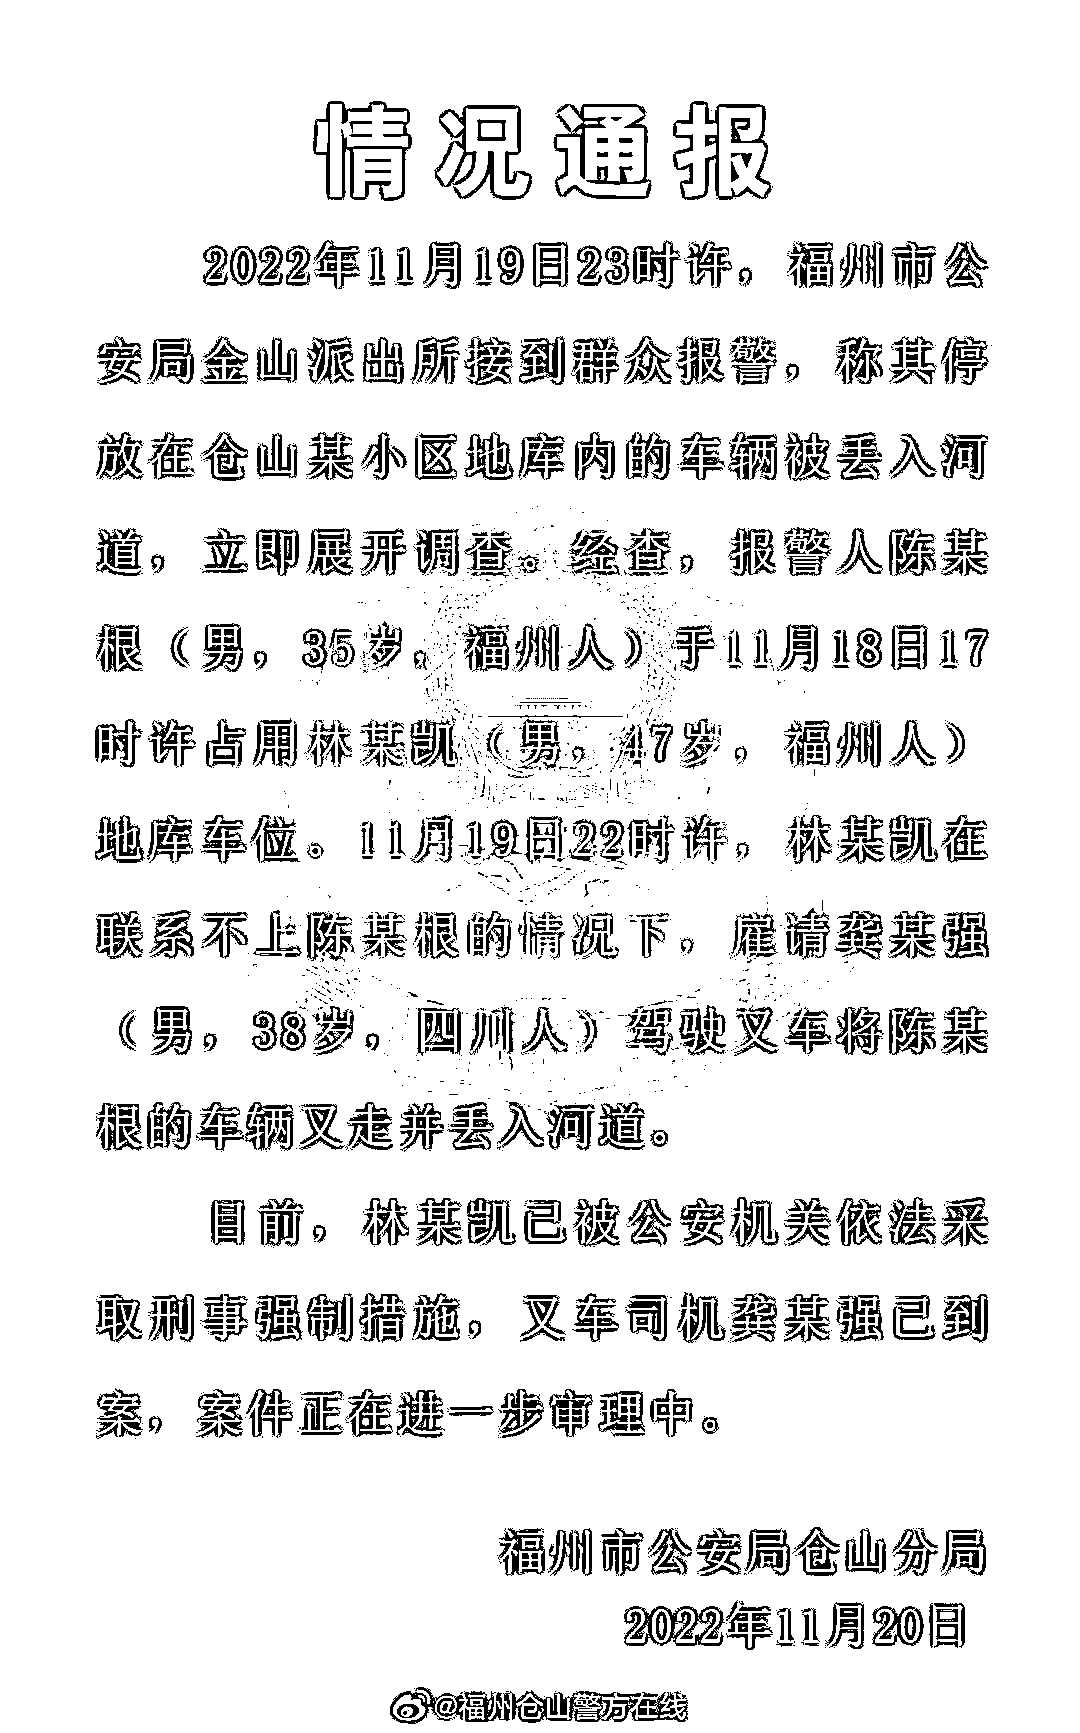 情况通报
2022年11月19日23时许，福州市公
安局金山派出所接到群众报警，称其停
放在仓山某小区地库内的车辆被丢入河
道，立即展开调查。经查，报警人陈某
根（男，35岁，福州人）于11月18日17
时许占用林某凯（男，47岁，福州人）
地库车位。11月19日22时许，林某凯在
联系不上陈某根的情况下，雇请龚某强
（男，38岁，四川人）驾驶叉车将陈某
根的车辆叉走并丢入河道。
目前，林某凯已被公安机关依法采
取刑事强制措施，叉车司机龚某强已到
案，案件正在进一步审理中。
福州市公安局仓山分局
2022年11月20日
@福州仓山警方在线